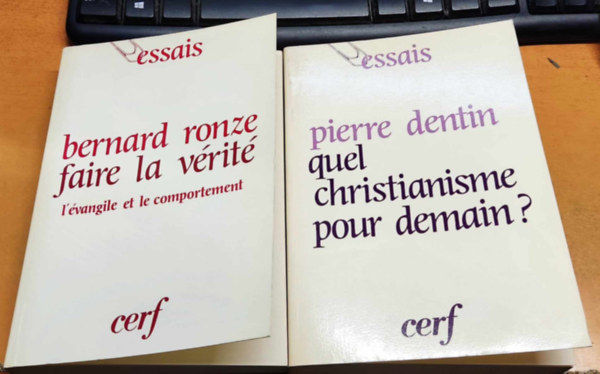 essais
bernard ronze
faire la vérité
l'évangile et le comportement
cerf
essais
pierre dentin
quel
christianisme
pour demain?
cerf